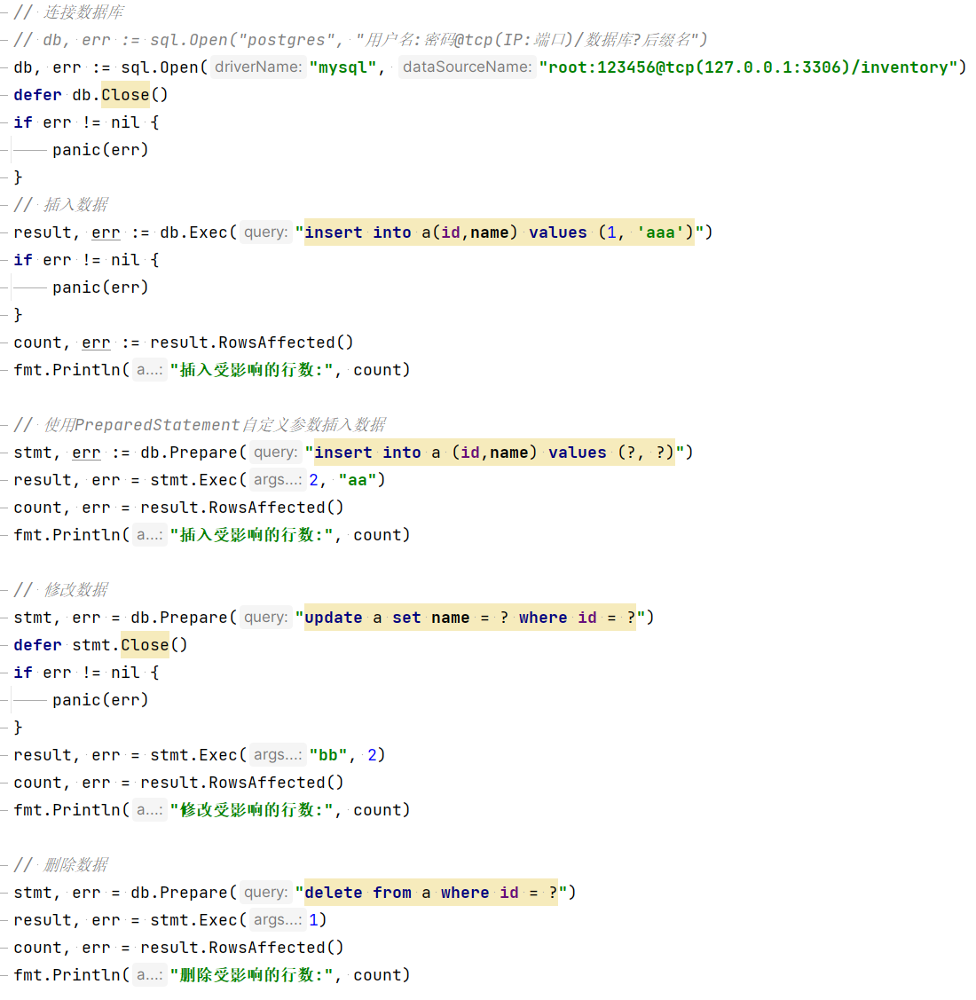 // 连接数据库
// db, err := sql.Open("postgres", "用户名:密码@tcp(IP:端口)/数据库?后缀名")
db, err := sql.Open( driverName: "mysql", dataSourceName: "root:123456@tcp(127.0.0.1:3306)/inventory")
defer db.Close()
if err != nil {
    panic(err)
}
// 插入数据
result, err := db.Exec( query: "insert into a(id,name) values (1, 'aaa')")
if err != nil {
    panic(err)
}
count, err := result.RowsAffected()
fmt.Println( a...: "插入受影响的行数:", count)

// 使用PreparedStatement自定义参数插入数据
stmt, err := db.Prepare( query: "insert into a (id,name) values (?, ?)")
result, err = stmt.Exec( args...: 2, "aa")
count, err = result.RowsAffected()
fmt.Println( a...: "插入受影响的行数:", count)

// 修改数据
stmt, err = db.Prepare( query: "update a set name = ? where id = ?")
defer stmt.Close()
if err != nil {
    panic(err)
}
result, err = stmt.Exec( args...: "bb", 2)
count, err = result.RowsAffected()
fmt.Println( a...: "修改受影响的行数:", count)

// 删除数据
stmt, err = db.Prepare( query: "delete from a where id = ?")
result, err = stmt.Exec( args...: 1)
count, err = result.RowsAffected()
fmt.Println( a...: "删除受影响的行数:", count)